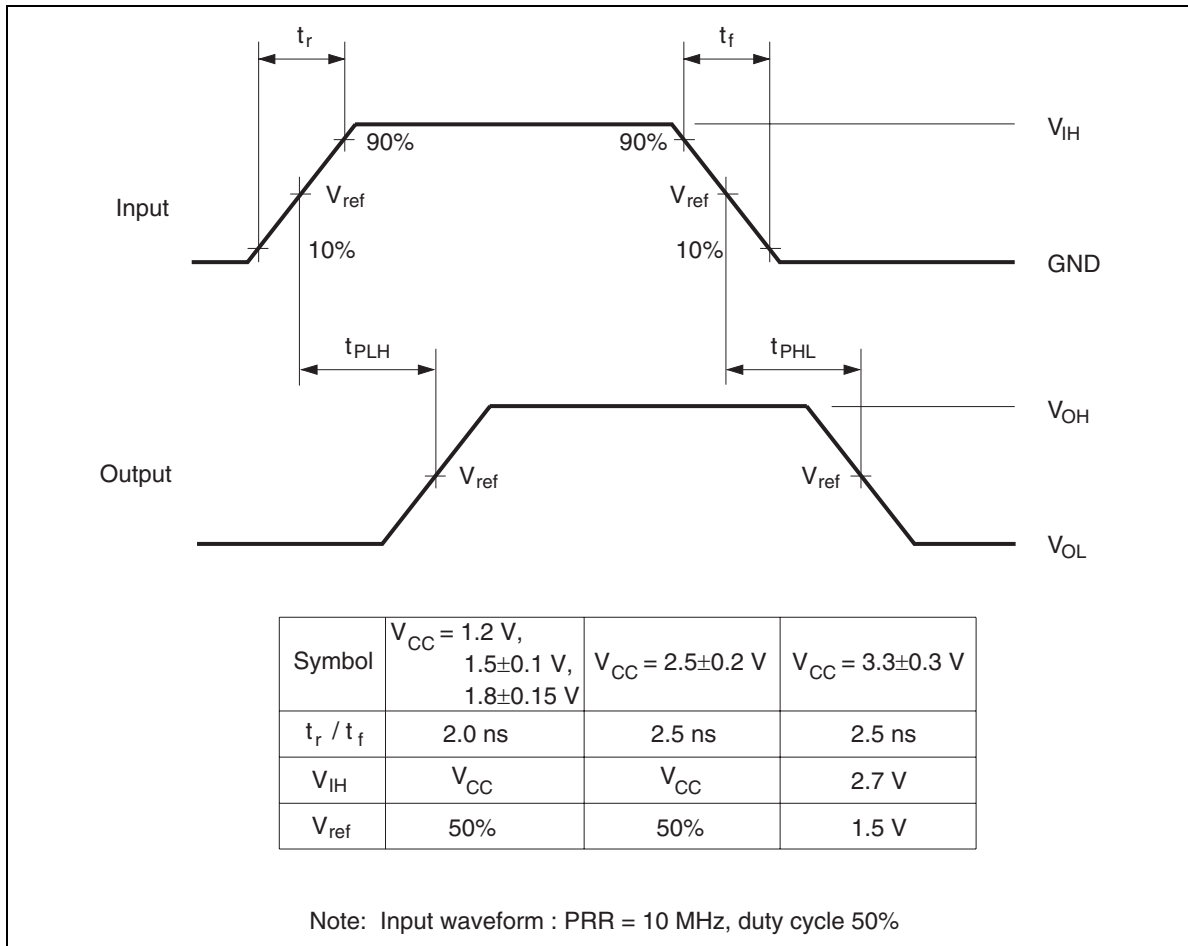 tr tf
90% 90% VIH
Input Vref Vref
10% 10% GND
tPLH tPHL
VOH
Output Vref Vref
VOL
Symbol VCC = 1.2 V, 1.5±0.1 V, 1.8±0.15 V VCC = 2.5±0.2 V VCC = 3.3±0.3 V
tr / tf 2.0 ns 2.5 ns 2.5 ns
VIH VCC VCC 2.7 V
Vref 50% 50% 1.5 V
Note: Input waveform : PRR = 10 MHz, duty cycle 50%